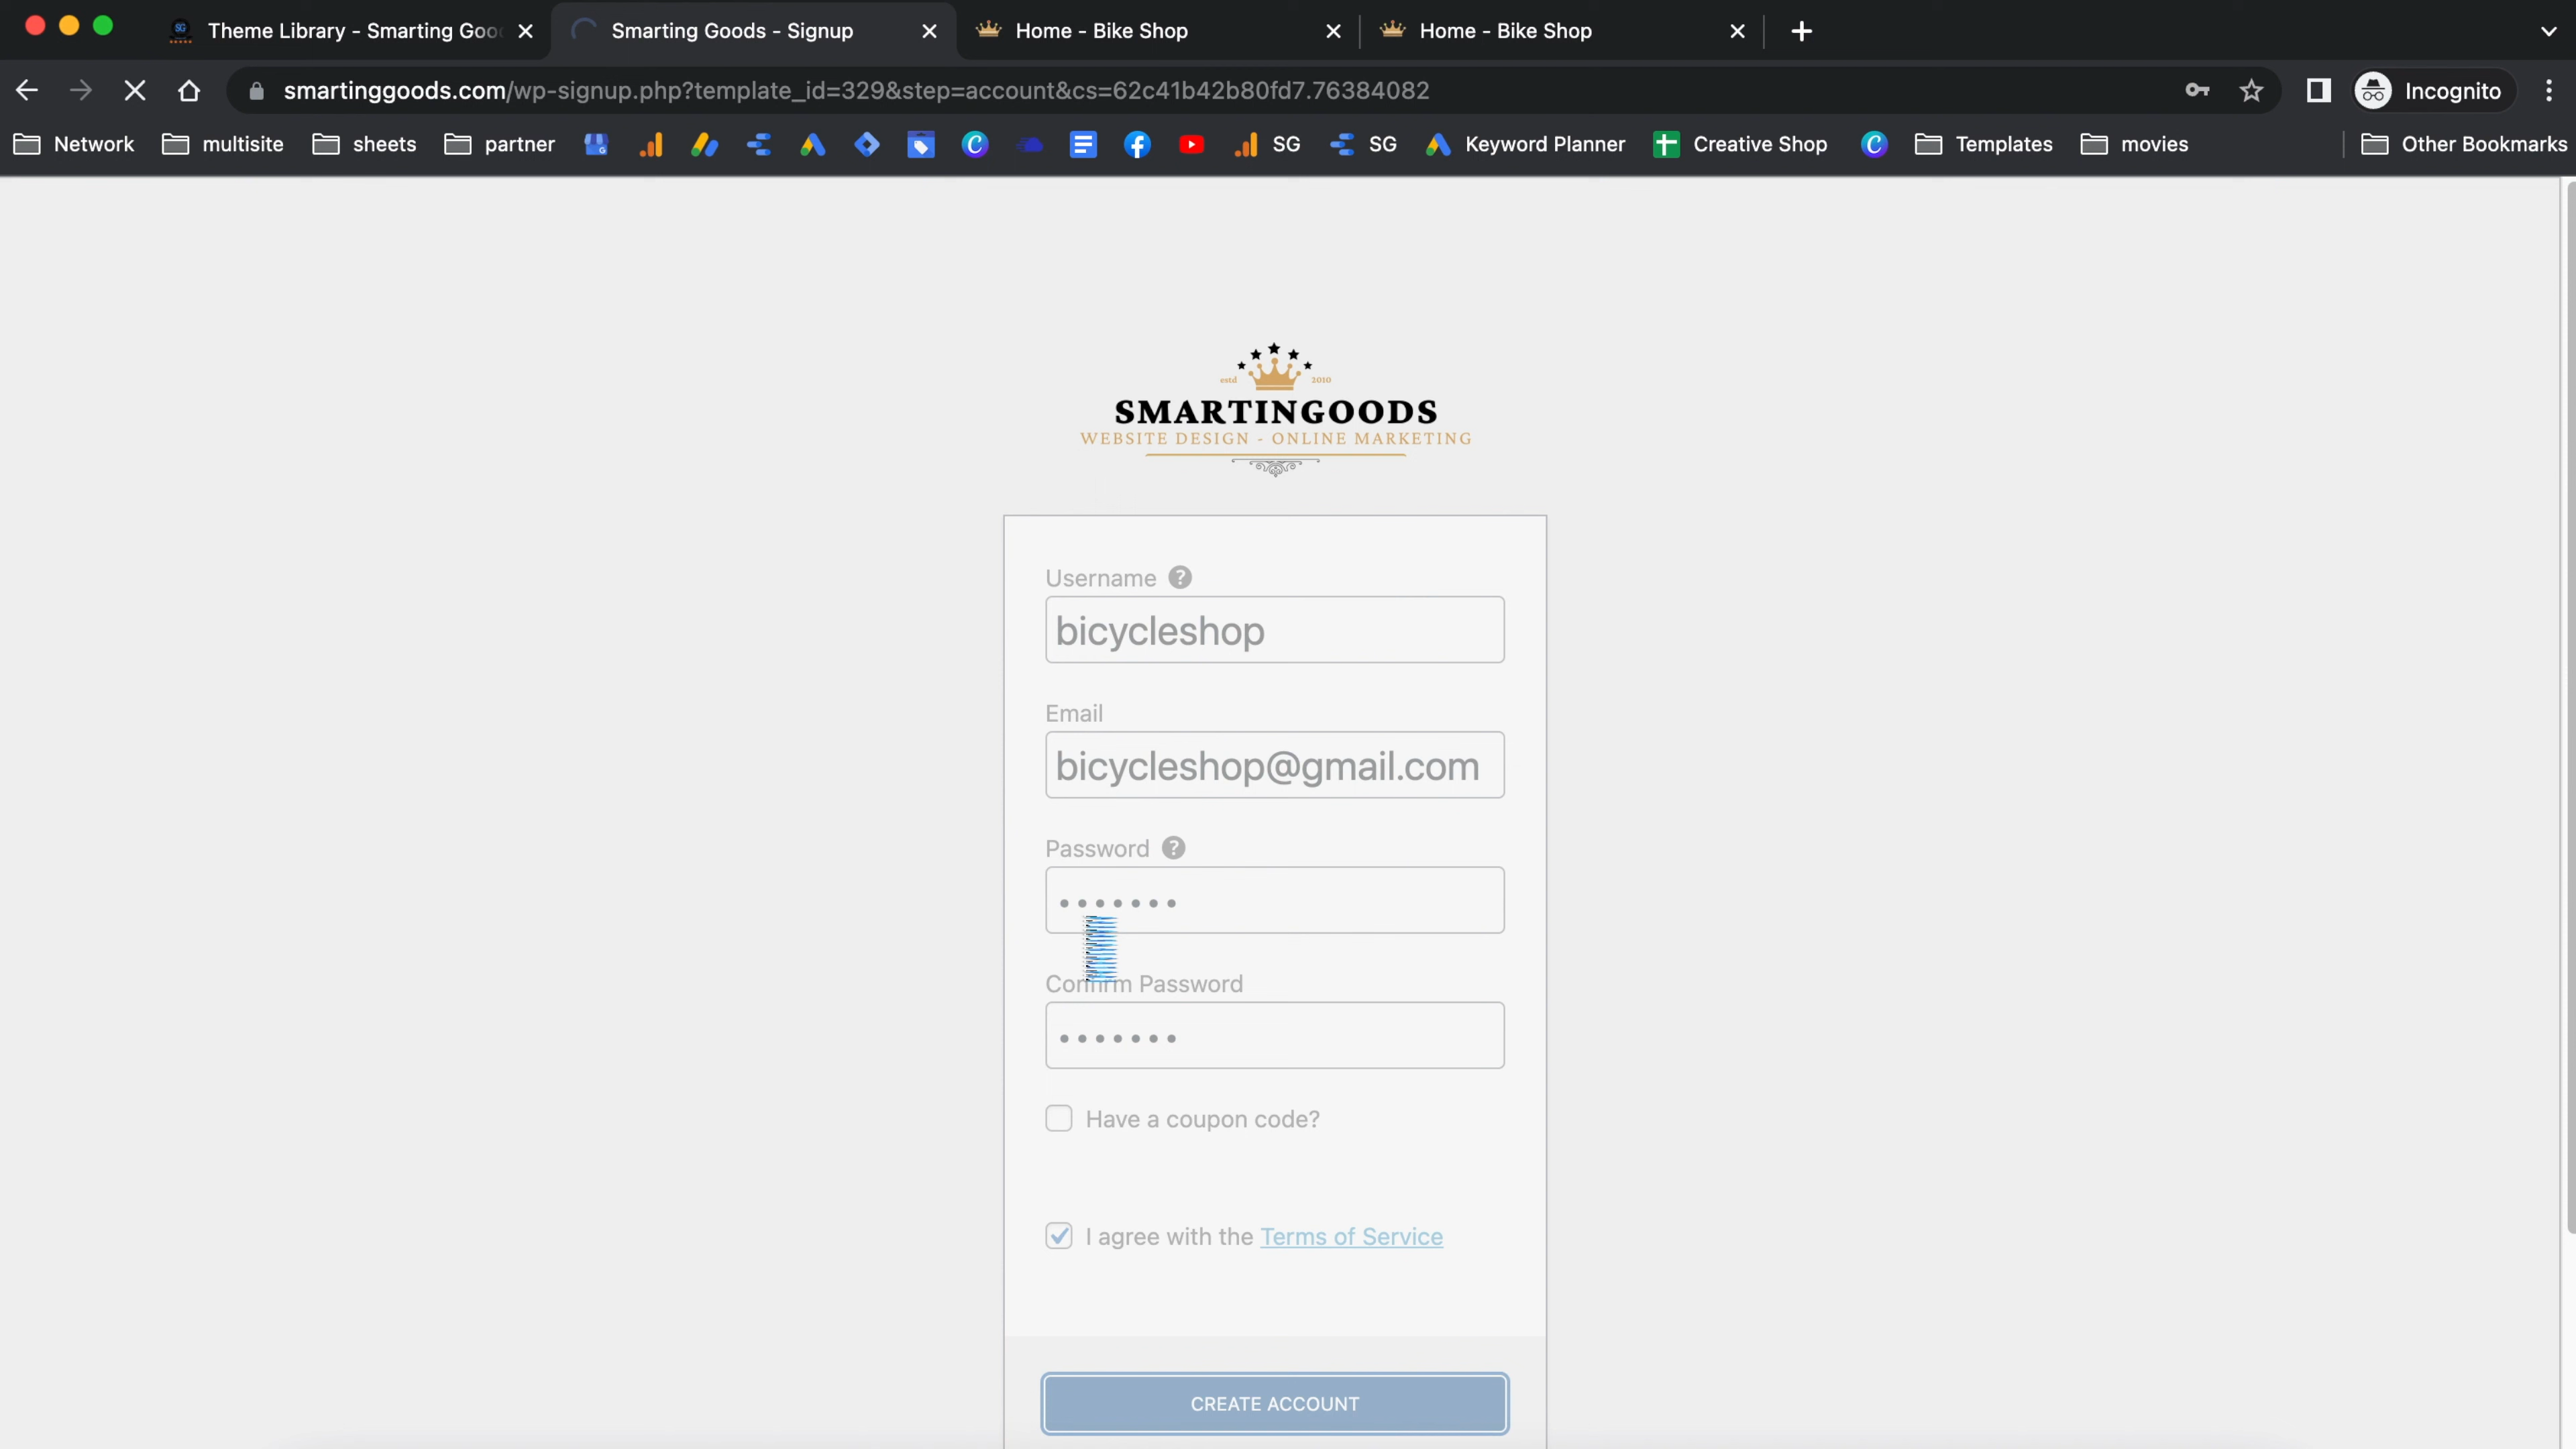 Theme Library - Smarting Goo
Smarting Goods - Signup
Home - Bike Shop
Home - Bike Shop
smartinggoods.com/wp-signup.php?template_id=329&step=account&cs=62c41b42b80fd7.76384082
Incognito
Network
multisite
sheets
partner
SG
SG
Keyword Planner
Creative Shop
Templates
movies
Other Bookmarks
estd 2010
SMARTINGOODS
WEBSITE DESIGN - ONLINE MARKETING
Username ?
bicycleshop
Email
bicycleshop@gmail.com
Password ?
•••••••
Confirm Password
•••••••
Have a coupon code?
I agree with the Terms of Service
CREATE ACCOUNT